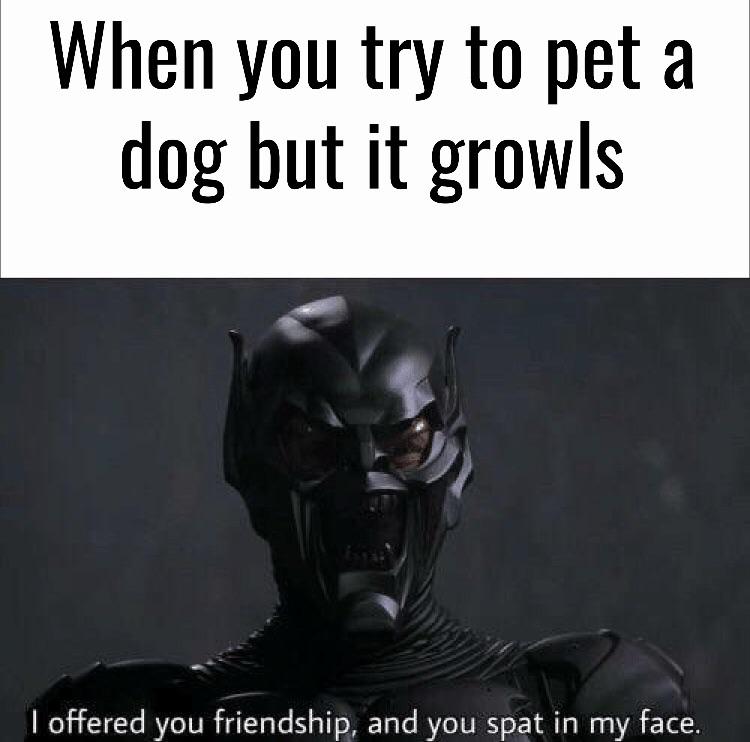 When you try to pet a
dog but it growls
I offered you friendship, and you spat in my face.